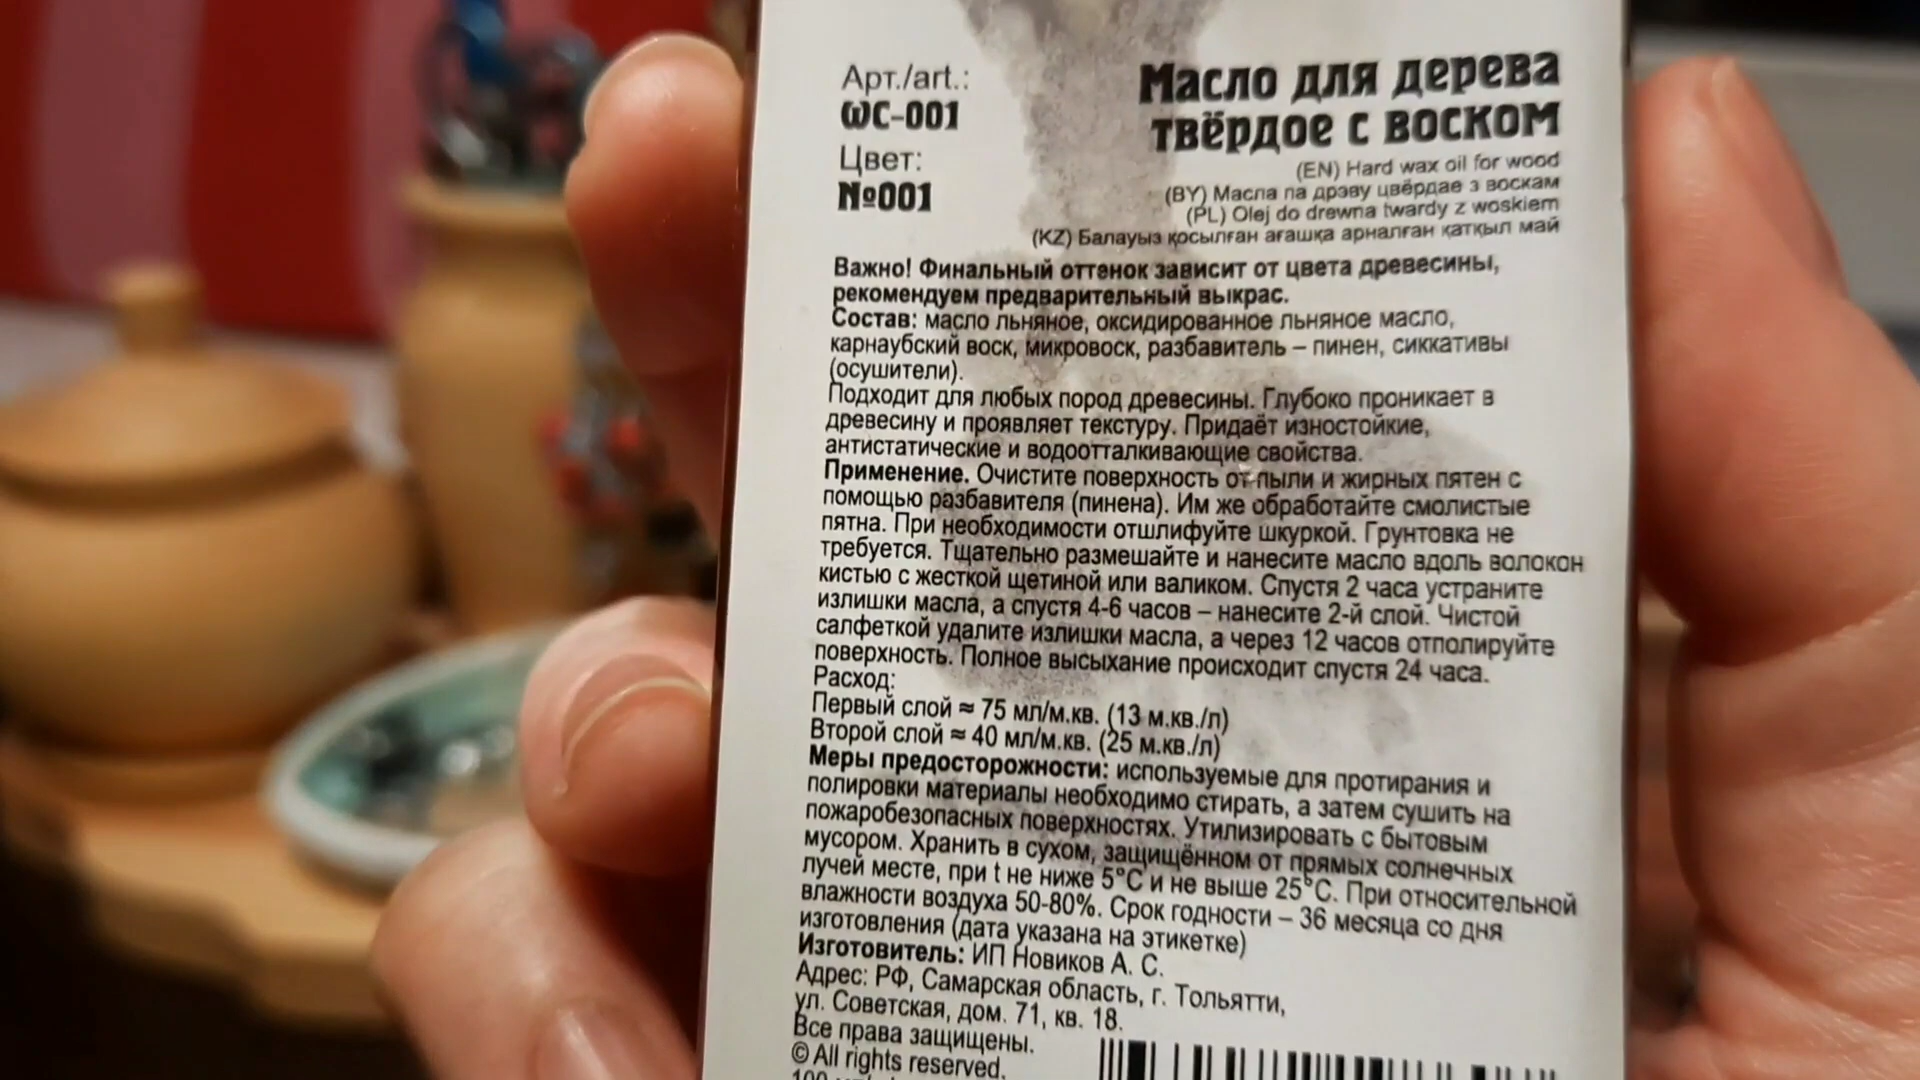 Арт./art.:
ѠС-001
Цвет:
№001
Масло для дерева
твёрдое с воском
(EN) Hard wax oil for wood
(BY) Масла па дрэву цвёрдае з воскам
(PL) Olej do drewna twardy z woskiem
(KZ) Балауыз қосылған ағашқа арналған қатқыл май
Важно! Финальный оттенок зависит от цвета древесины,
рекомендуем предварительный выкрас.
Состав: масло льняное, оксидированное льняное масло,
карнаубский воск, микровоск, разбавитель – пинен, сиккативы
(осушители).
Подходит для любых пород древесины. Глубоко проникает в
древесину и проявляет текстуру. Придаёт изностойкие,
антистатические и водоотталкивающие свойства.
Применение. Очистите поверхность от пыли и жирных пятен с
помощью разбавителя (пинена). Им же обработайте смолистые
пятна. При необходимости отшлифуйте шкуркой. Грунтовка не
требуется. Тщательно размешайте и нанесите масло вдоль волокон
кистью с жесткой щетиной или валиком. Спустя 2 часа устраните
излишки масла, а спустя 4-6 часов – нанесите 2-й слой. Чистой
салфеткой удалите излишки масла, а через 12 часов отполируйте
поверхность. Полное высыхание происходит спустя 24 часа.
Расход:
Первый слой ≈ 75 мл/м.кв. (13 м.кв./л)
Второй слой ≈ 40 мл/м.кв. (25 м.кв./л)
Меры предосторожности: используемые для протирания и
полировки материалы необходимо стирать, а затем сушить на
пожаробезопасных поверхностях. Утилизировать с бытовым
мусором. Хранить в сухом, защищённом от прямых солнечных
лучей месте, при t не ниже 5°С и не выше 25°С. При относительной
влажности воздуха 50-80%. Срок годности – 36 месяца со дня
изготовления (дата указана на этикетке)
Изготовитель: ИП Новиков А. С.
Адрес: РФ, Самарская область, г. Тольятти,
ул. Советская, дом. 71, кв. 18.
Все права защищены.
© All rights reserved.